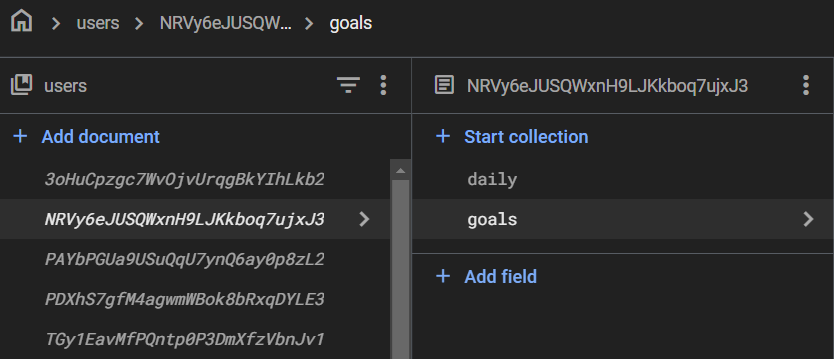 users NRVy6eJUSQW... goals
users
Add document
3oHuCpzgc7WvOjvUrqgBkYIhLkb2
NRVy6eJUSQWxnH9LJKkboq7ujxJ3
PAYbPGUa9USuQqU7ynQ6ay0p8zL2
PDXhS7gfM4agwmWBok8bRxqDYLE3
TGy1EavMfPQntp0P3DmXfzVbnJv1
NRVy6eJUSQWxnH9LJKkboq7ujxJ3
Start collection
daily
goals
Add field